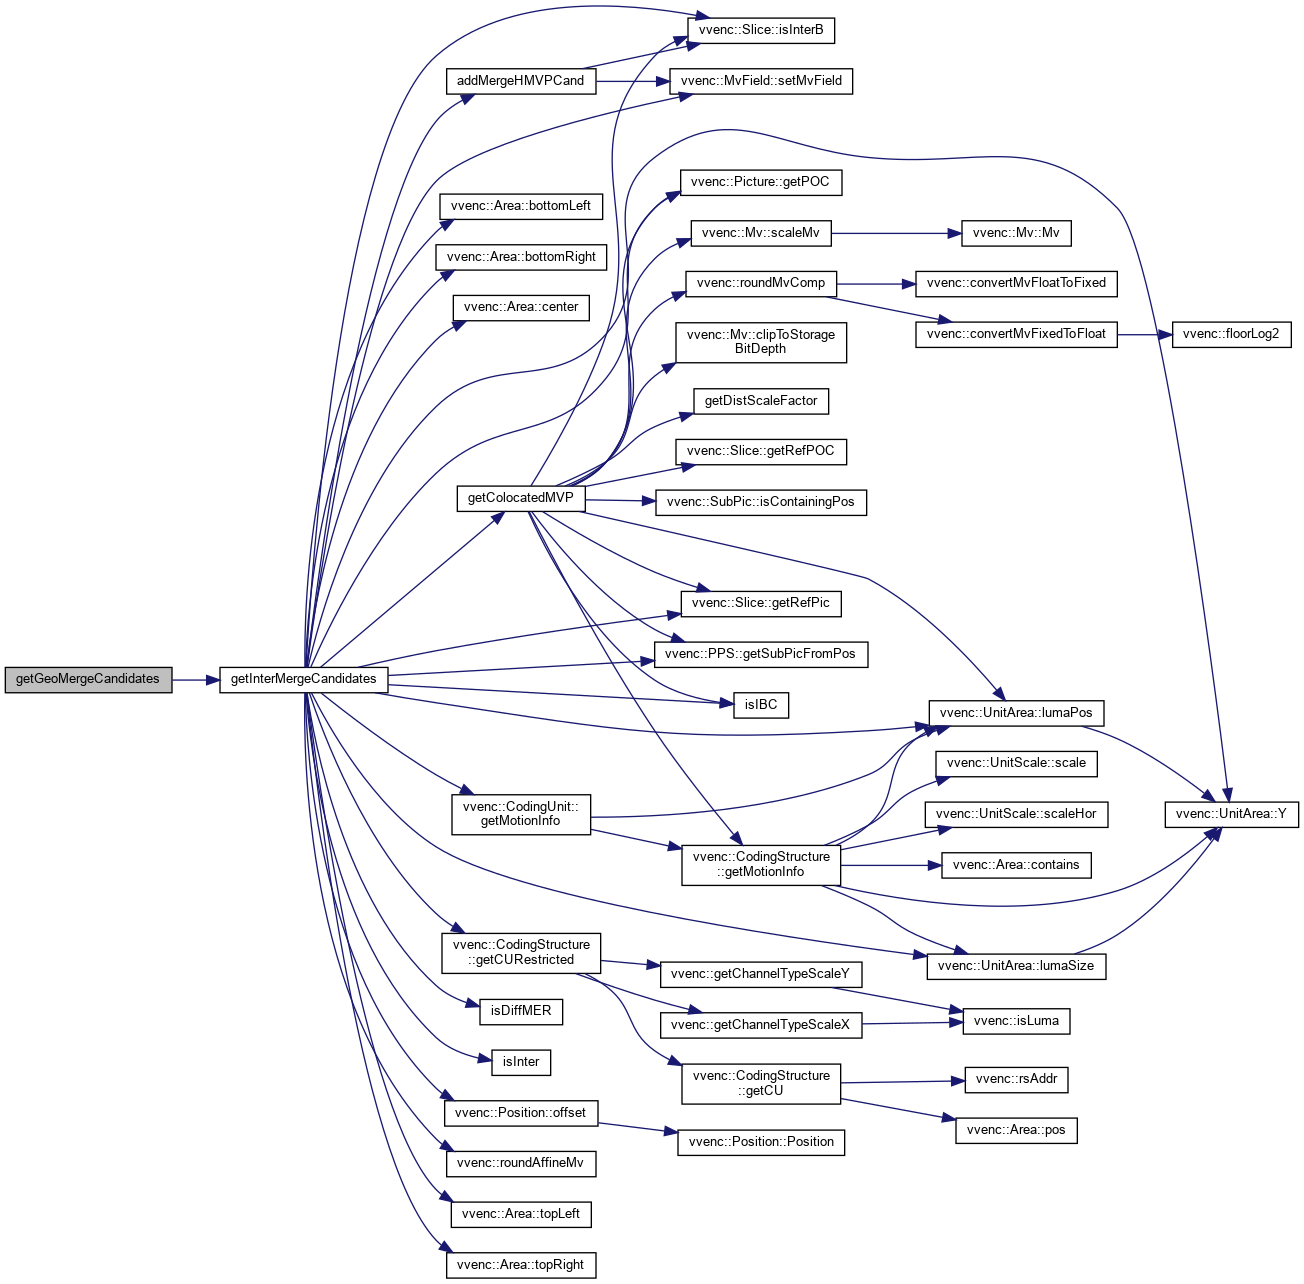 vvenc::Slice::isInterB
addMergeHMVPCand
vvenc::MvField::setMvField
vvenc::Picture::getPOC
vvenc::Area::bottomLeft
vvenc::Mv::scaleMv
vvenc::Mv::Mv
vvenc::Area::bottomRight
vvenc::roundMvComp
vvenc::convertMvFloatToFixed
vvenc::Area::center
vvenc::convertMvFixedToFloat
vvenc::floorLog2
vvenc::Mv::clipToStorage
BitDepth
getDistScaleFactor
vvenc::Slice::getRefPOC
getColocatedMVP
vvenc::SubPic::isContainingPos
vvenc::Slice::getRefPic
vvenc::PPS::getSubPicFromPos
getGeoMergeCandidates
getInterMergeCandidates
isIBC
vvenc::UnitArea::lumaPos
vvenc::UnitScale::scale
vvenc::CodingUnit::
getMotionInfo
vvenc::UnitScale::scaleHor
vvenc::UnitArea::Y
vvenc::CodingStructure
::getMotionInfo
vvenc::Area::contains
vvenc::CodingStructure
::getCURestricted
vvenc::getChannelTypeScaleY
vvenc::UnitArea::lumaSize
isDiffMER
vvenc::getChannelTypeScaleX
vvenc::isLuma
isInter
vvenc::CodingStructure
::getCU
vvenc::rsAddr
vvenc::Position::offset
vvenc::Position::Position
vvenc::Area::pos
vvenc::roundAffineMv
vvenc::Area::topLeft
vvenc::Area::topRight